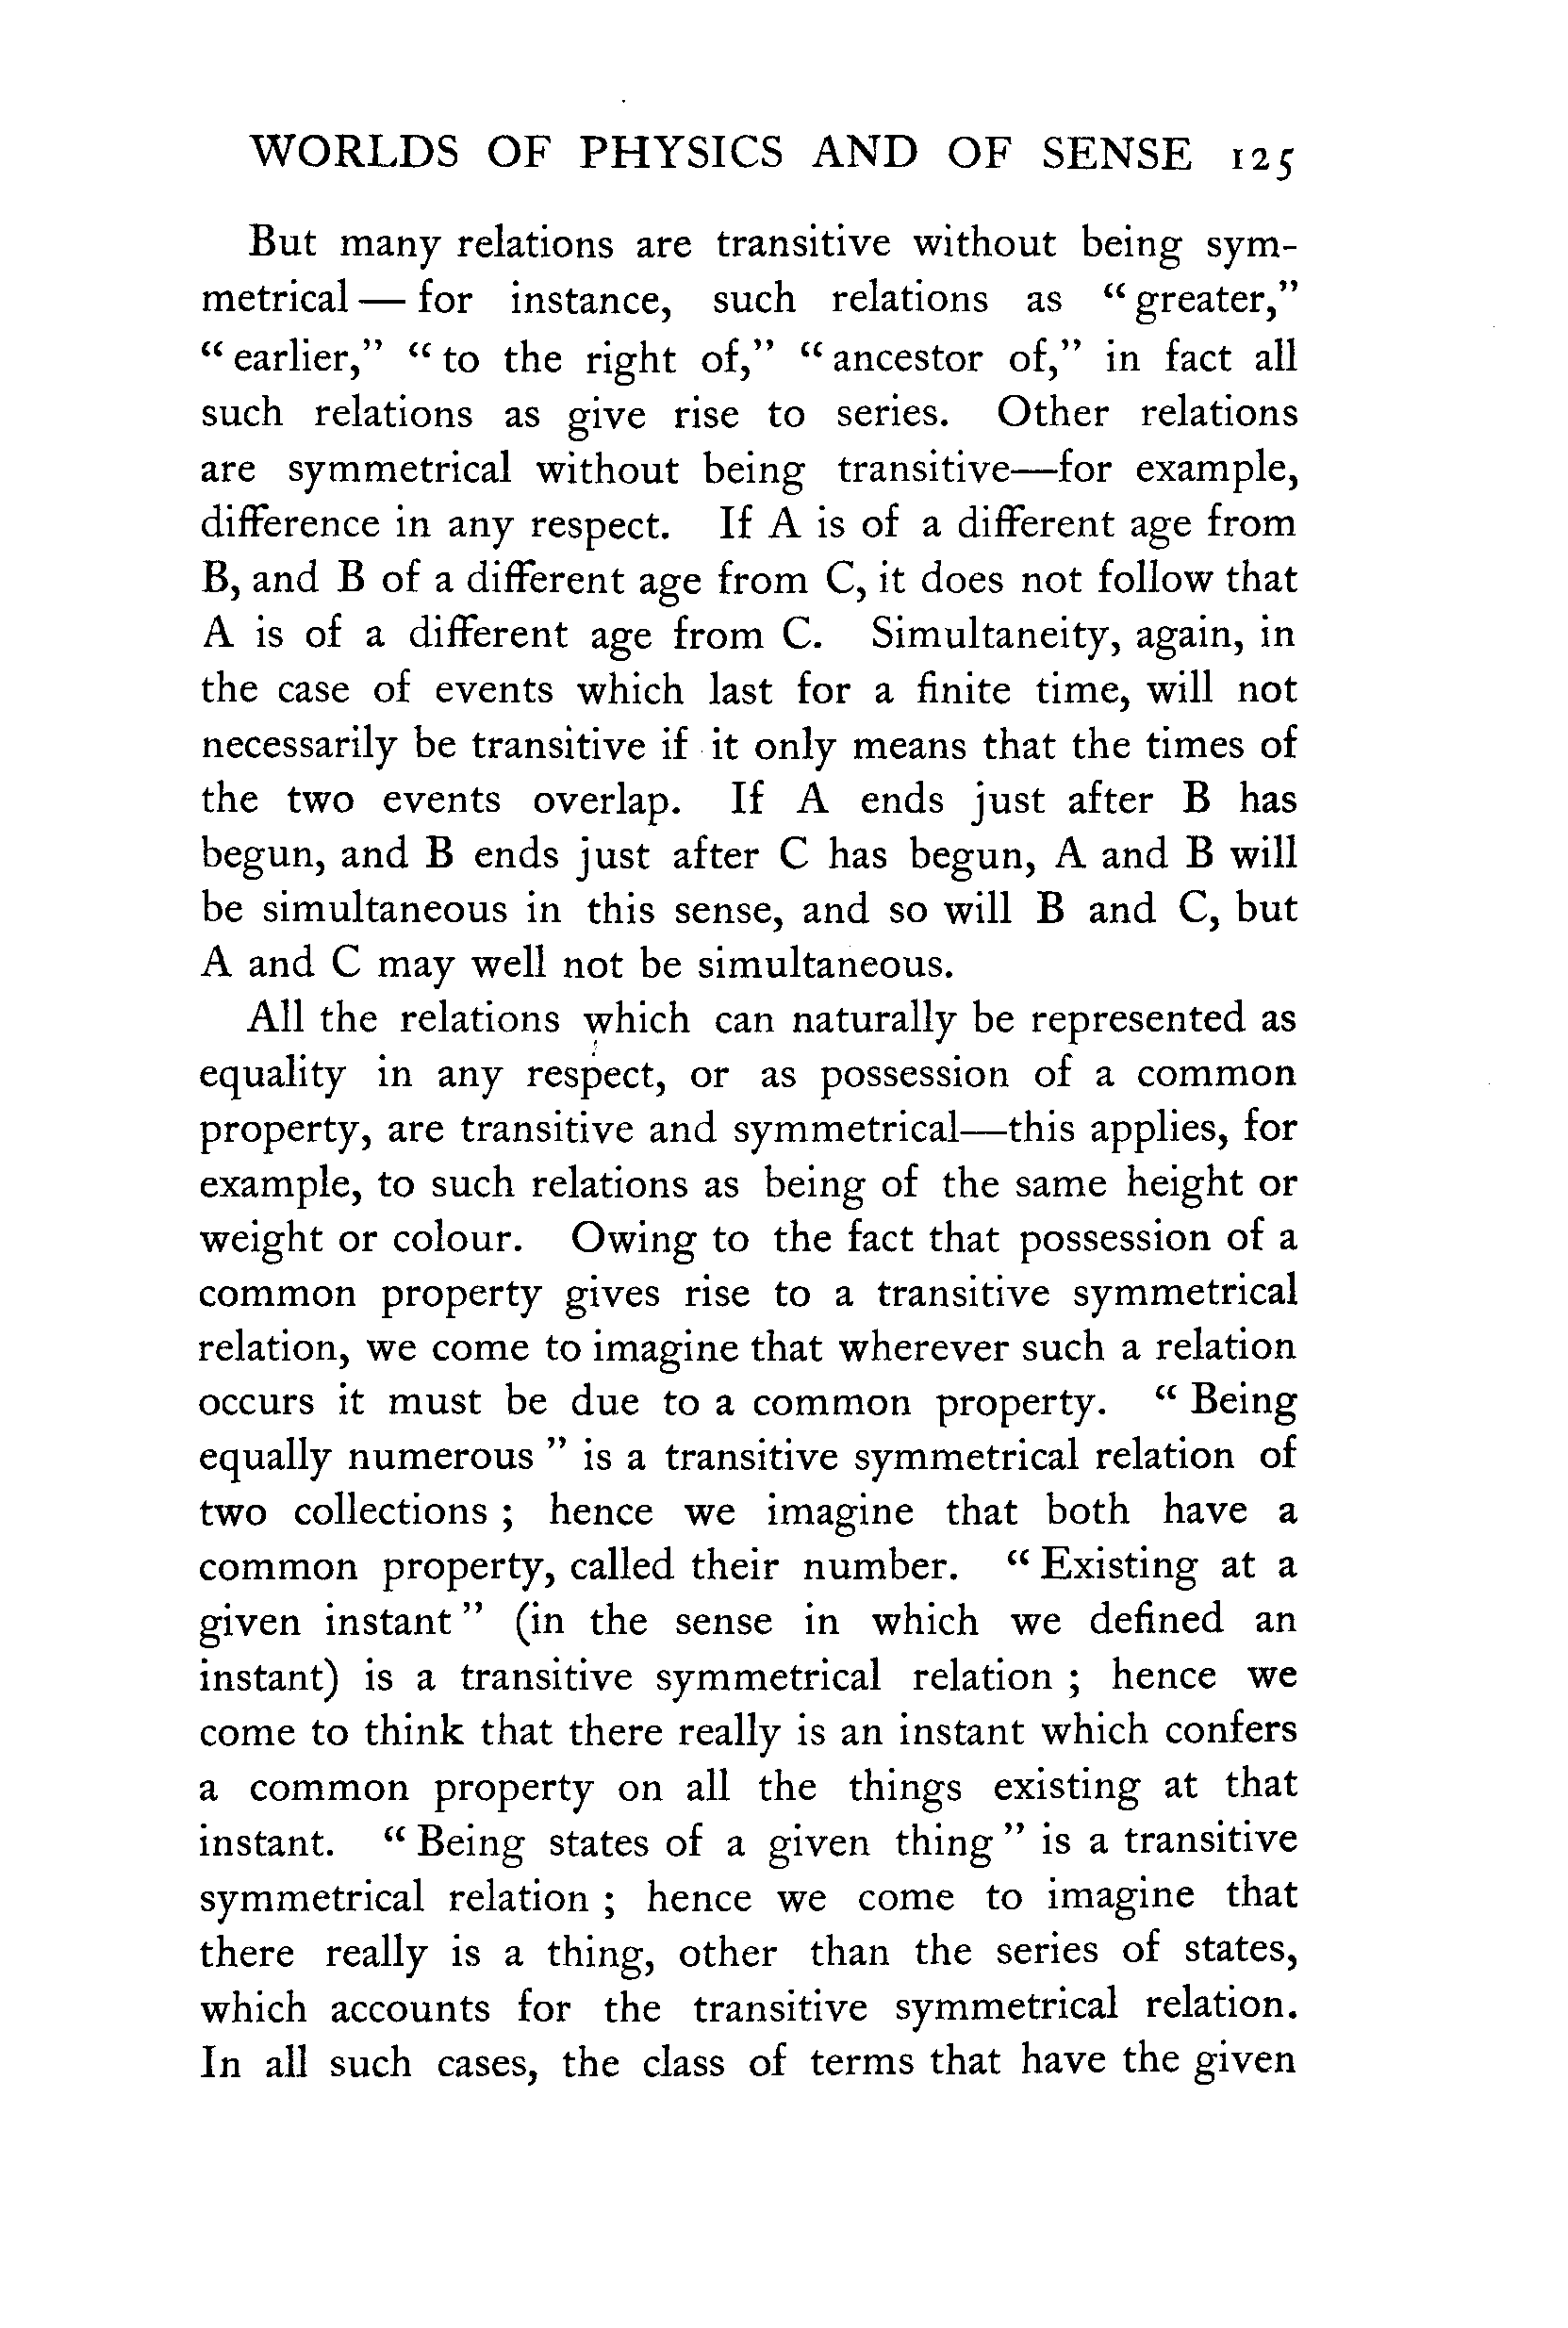 WORLDS OF PHYSICS AND OF SENSE 125
But many relations are transitive without being sym-
metrical — for instance, such relations as “ greater,”
“ earlier,” “ to the right of,” “ ancestor of,” in fact all
such relations as give rise to series. Other relations
are symmetrical without being transitive—for example,
difference in any respect. If A is of a different age from
B, and B of a different age from C, it does not follow that
A is of a different age from C. Simultaneity, again, in
the case of events which last for a finite time, will not
necessarily be transitive if it only means that the times of
the two events overlap. If A ends just after B has
begun, and B ends just after C has begun, A and B will
be simultaneous in this sense, and so will B and C, but
A and C may well not be simultaneous.
All the relations which can naturally be represented as
equality in any respect, or as possession of a common
property, are transitive and symmetrical—this applies, for
example, to such relations as being of the same height or
weight or colour. Owing to the fact that possession of a
common property gives rise to a transitive symmetrical
relation, we come to imagine that wherever such a relation
occurs it must be due to a common property. “ Being
equally numerous ” is a transitive symmetrical relation of
two collections ; hence we imagine that both have a
common property, called their number. “ Existing at a
given instant ” (in the sense in which we defined an
instant) is a transitive symmetrical relation ; hence we
come to think that there really is an instant which confers
a common property on all the things existing at that
instant. “ Being states of a given thing ” is a transitive
symmetrical relation ; hence we come to imagine that
there really is a thing, other than the series of states,
which accounts for the transitive symmetrical relation.
In all such cases, the class of terms that have the given